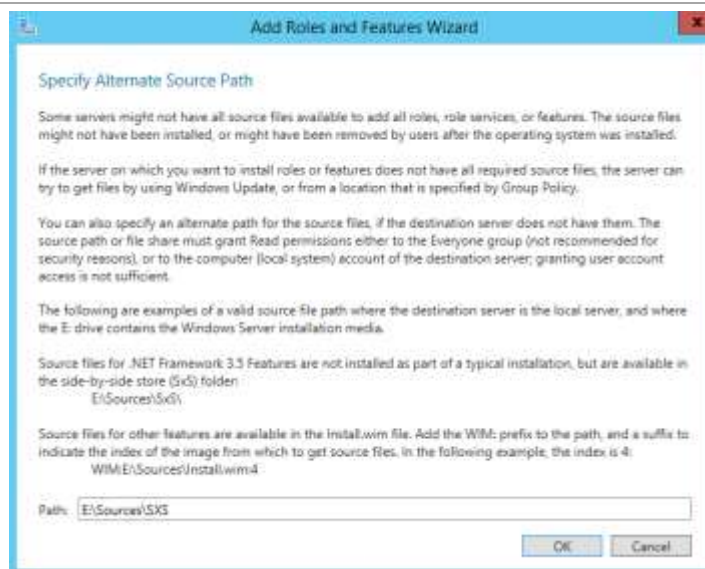 Add Roles and Features Wizard
x
Specify Alternate Source Path
Some servers might not have all source files available to add all roles, role services, or features. The source files
might not have been installed, or might have been removed by users after the operating system was installed.
If the server on which you want to install roles or features does not have all required source files, the server can
try to get files by using Windows Update, or from a location that is specified by Group Policy.
You can also specify an alternate path for the source files, if the destination server does not have them. The
source path or file share must grant Read permissions either to the Everyone group (not recommended for
security reasons), or to the computer (local system) account of the destination server; granting user account
access is not sufficient.
The following are examples of a valid source file path where the destination server is the local server, and where
the E: drive contains the Windows Server installation media.
Source files for .NET Framework 3.5 Features are not installed as part of a typical installation, but are available in
the side-by-side store (SxS) folder:
E:\Sources\SxS\
Source files for other features are available in the Install.wim file. Add the WIM: prefix to the path, and a suffix to
indicate the index of the image from which to get source files. In the following example, the index is 4:
WIM:E:\Sources\Install.wim:4
Path: E:\Sources\SXS
OK Cancel